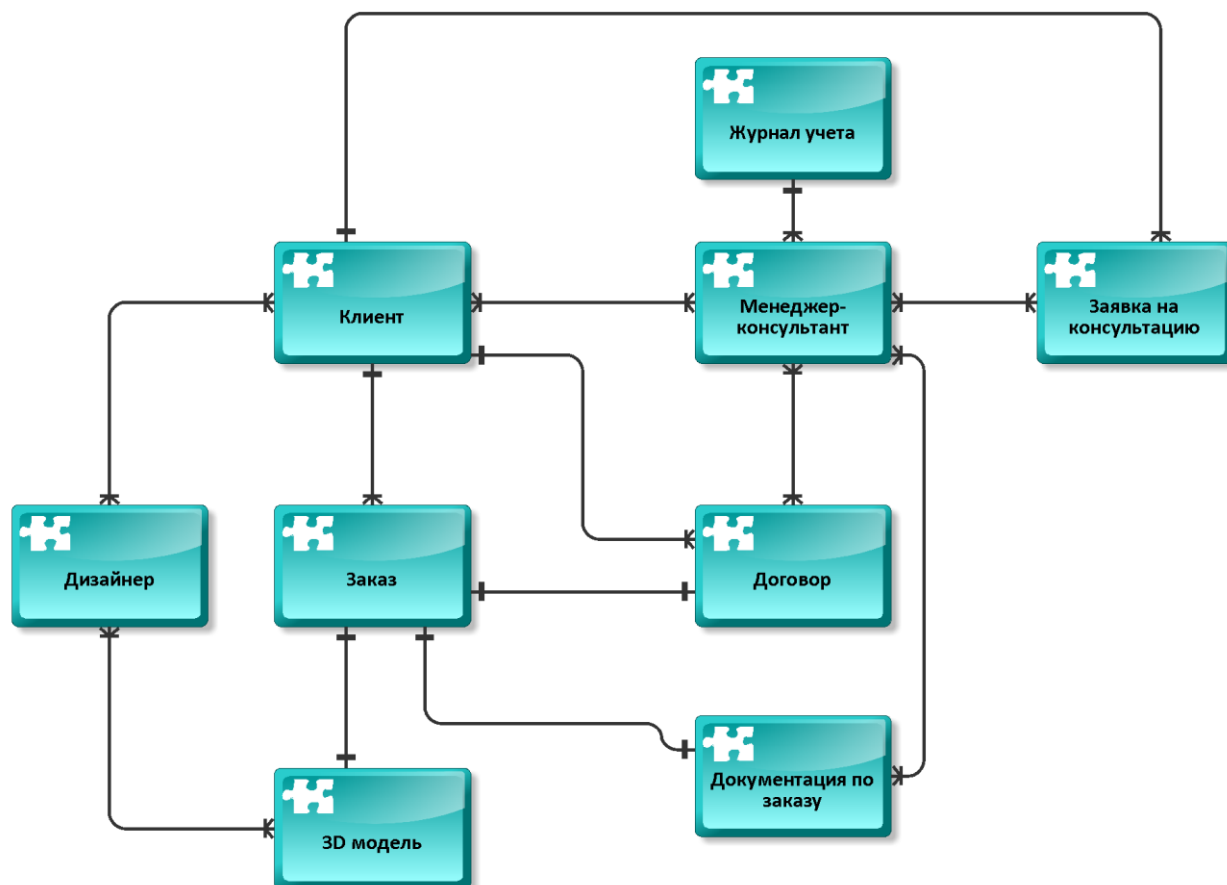 Журнал учета
Клиент
Менеджер-
консультант
Заявка на
консультацию
Дизайнер
Заказ
Договор
3D модель
Документация по
заказу